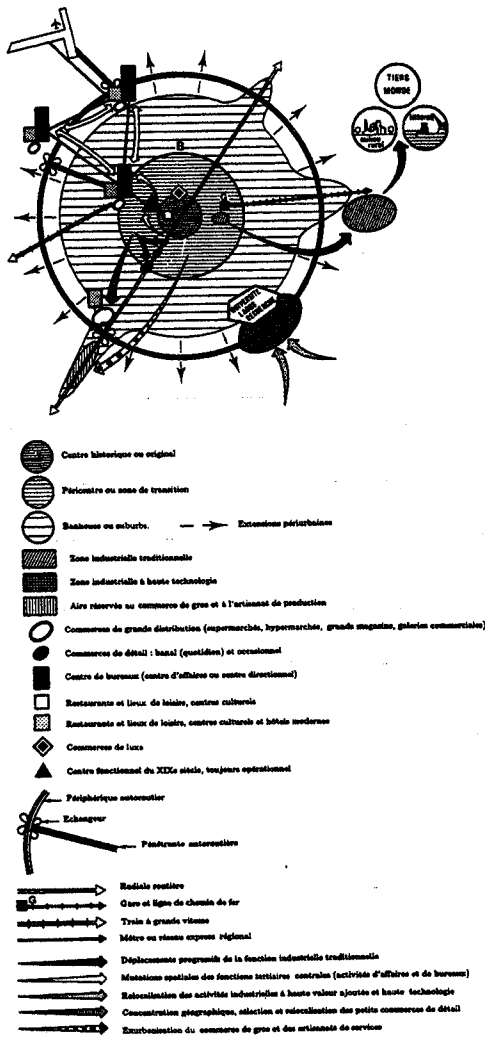 B
TIERS
MONDE
rural
littoral
Centre historique ou original
Péricentre ou zone de transition
Banlieues ou suburbs.
Extensions périurbaines
Zone industrielle traditionnelle
Zone industrielle à haute technologie
Aire réservée au commerce de gros et à l'artisanat de production
Commerces de grande distribution (supermarchés, hypermarchés, grands magasins, galeries commerciales)
Commerces de détail : banal (quotidien) et occasionnel
Centre de bureaux (centre d'affaires ou centre directionnel)
Restaurants et lieux de loisirs, centres culturels
Restaurants et lieux de loisirs, centres culturels et hôtels modernes
Commerces de luxe
Centre fonctionnel du XIXe siècle, toujours opérationnel
Périphérique autoroutier
Echangeur
Pénétrante autoroutière
Radiale routière
G
Gare et ligne de chemin de fer
Train à grande vitesse
Métro ou réseau express régional
Déplacements progressifs de la fonction industrielle traditionnelle
Mutations spatiales des fonctions tertiaires centrales (activités d'affaires et de bureaux)
Relocalisation des activités industrielles à haute valeur ajoutée et haute technologie
Concentration géographique, sélection et relocalisation des petits commerces de détail
Exurbanisation du commerce de gros et des artisanats de services